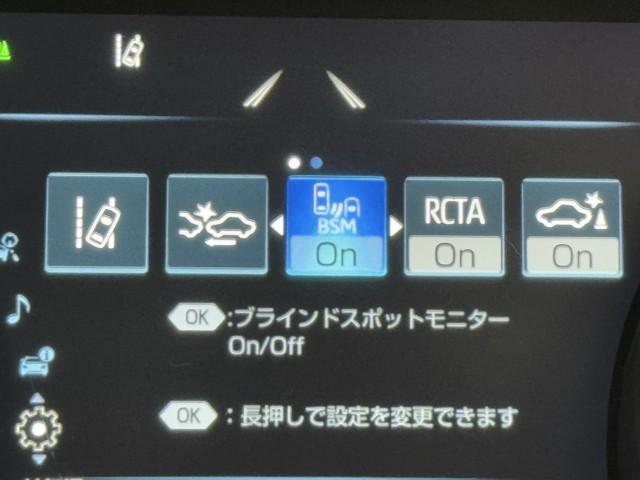 BSM
On
RCTA
On
On
OK :ブラインドスポットモニター
On/Off
OK :長押しで設定を変更できます